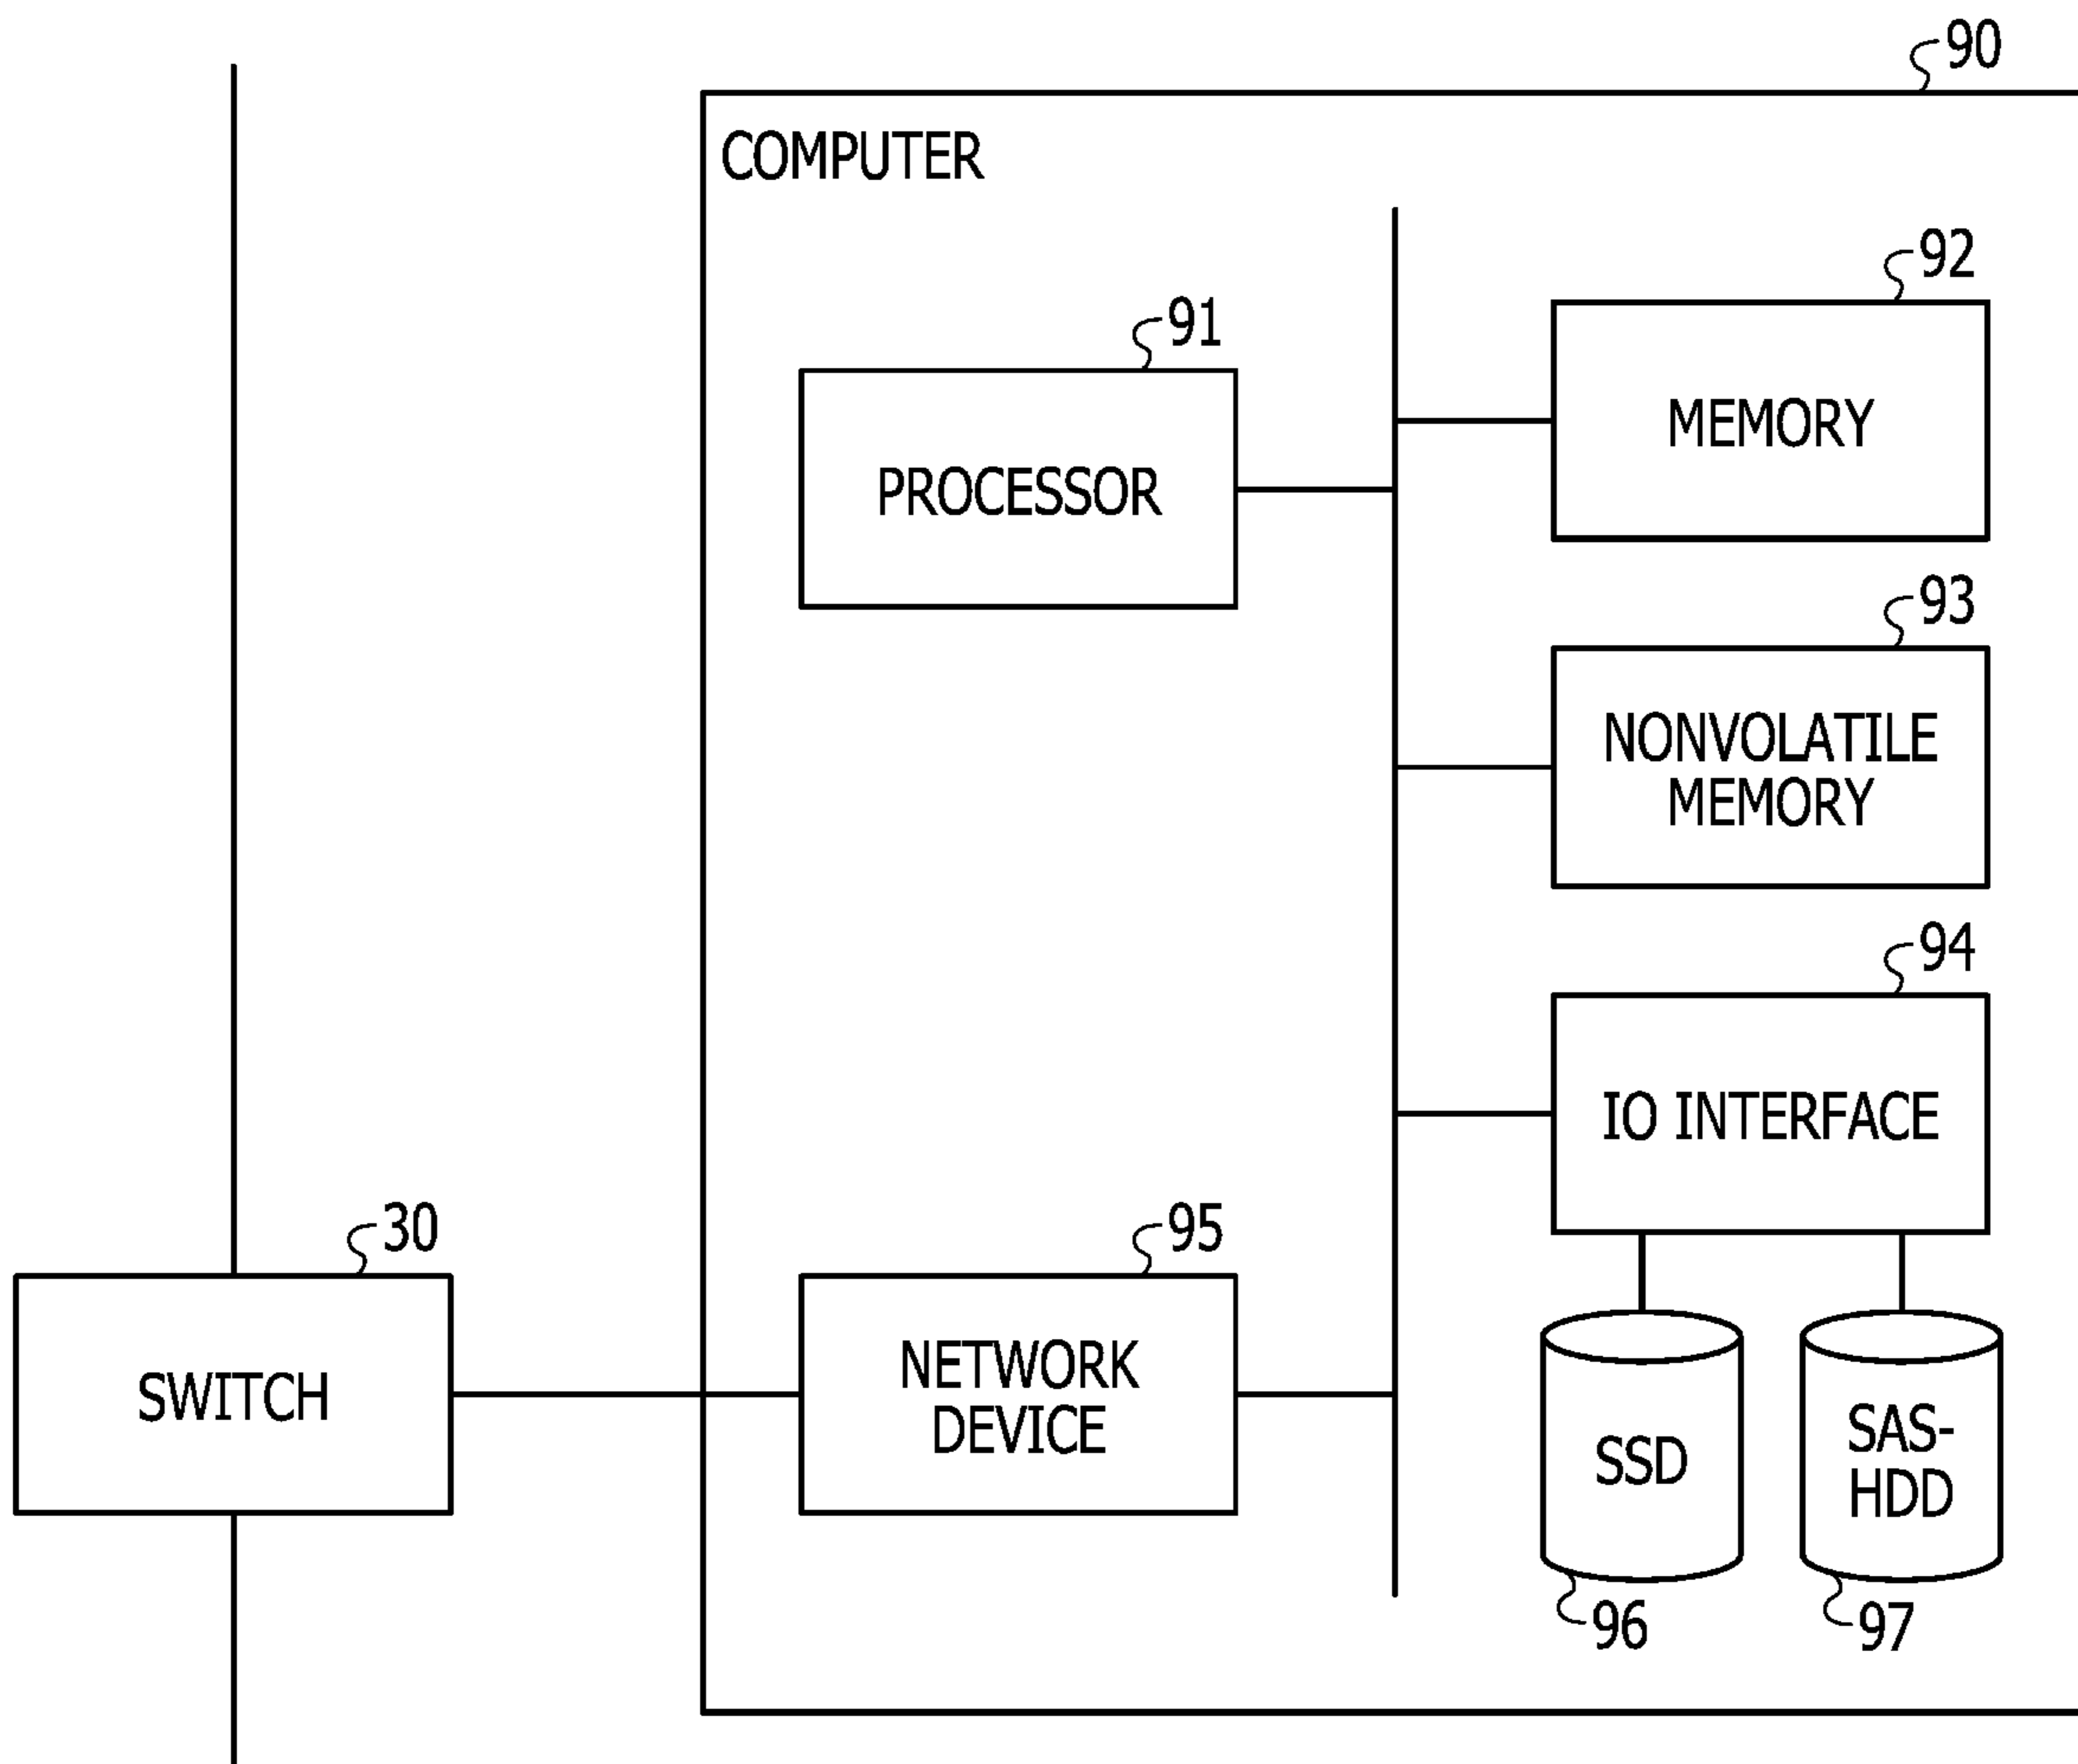 90
COMPUTER
92
MEMORY
91
PROCESSOR
93
NONVOLATILE
MEMORY
94
IO INTERFACE
30
SWITCH
95
NETWORK
DEVICE
SSD
SAS-
HDD
96
97